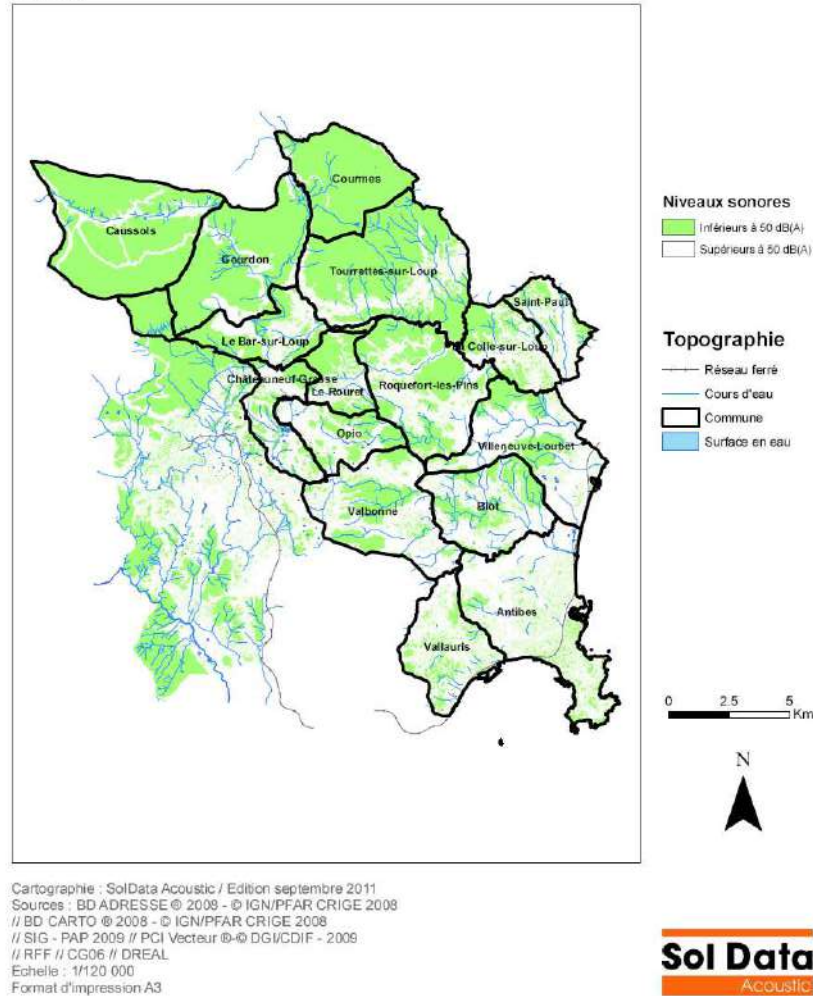 Courmes
Caussols
Gourdon
Tourrettes-sur-Loup
Saint-Paul
Le Bar-sur-Loup
Colle-sur-Loup
Châteauneuf-Grasse
Le Rouret
Roquefort-les-Pins
Opio
Villeneuve-Loubet
Valbonne
Biot
Antibes
Vallauris
Niveaux sonores
Inférieurs à 50 dB(A)
Supérieurs à 50 dB(A)
Topographie
Réseau ferré
Cours d'eau
Commune
Surface en eau
0 2.5 5
Km
N
Cartographie : SolData Acoustic / Edition septembre 2011
Sources : BD ADRESSE ® 2008 - © IGN/PFAR CRIGE 2008
// BD CARTO ® 2008 - © IGN/PFAR CRIGE 2008
// SIG - PAP 2009 // PCI Vecteur ®-© DGI/CDIF - 2009
// RFF // CG06 // DREAL
Echelle : 1/120 000
Format d'impression A3
Sol Data
Acoustic